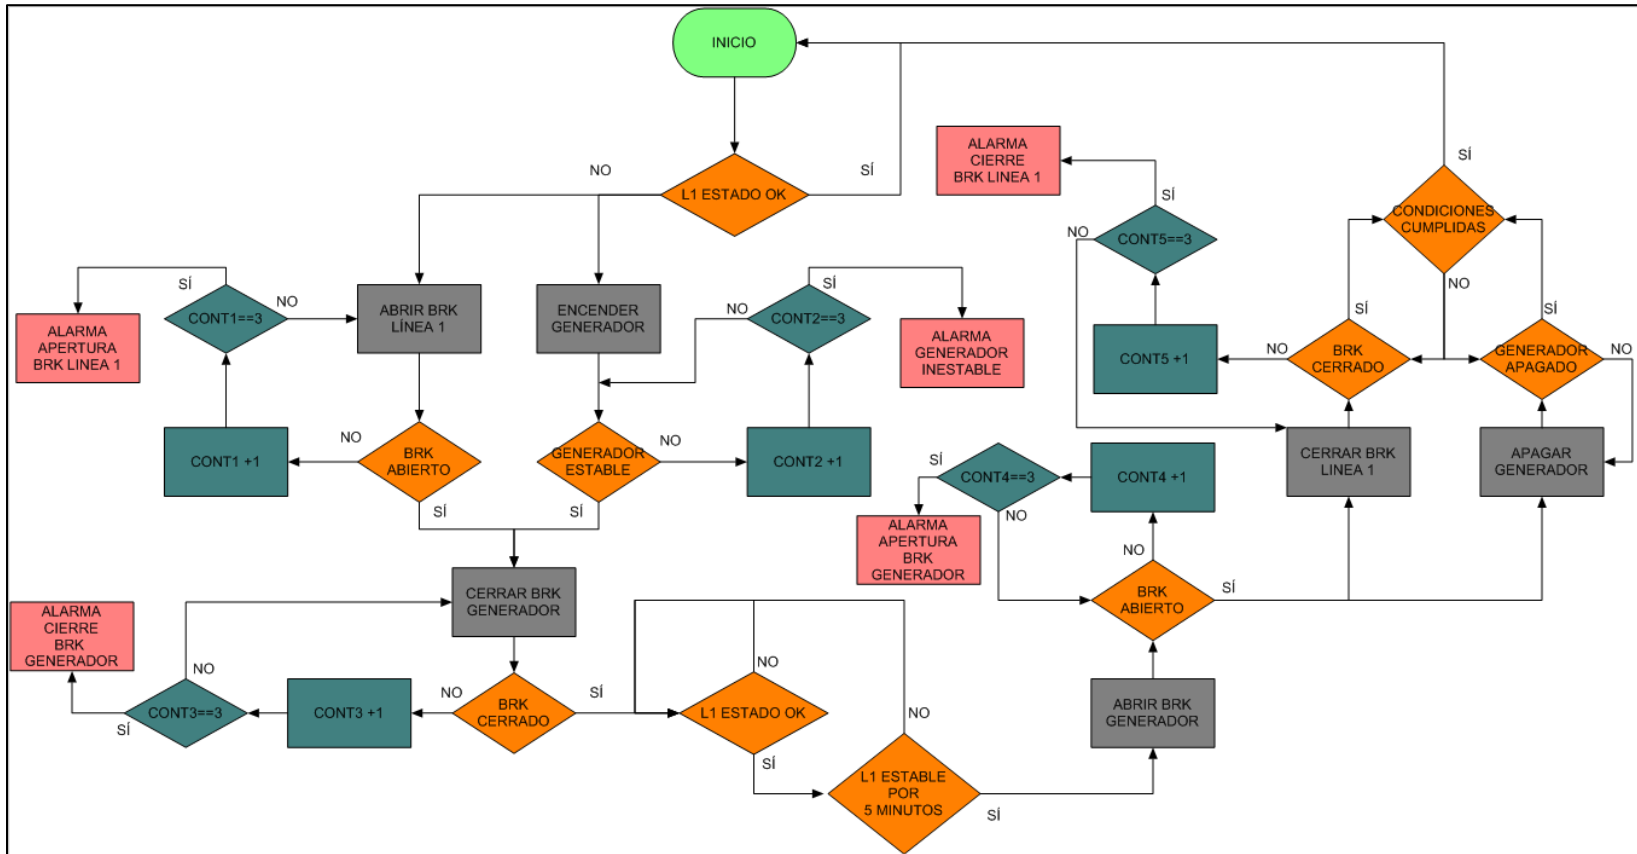 INICIO
L1 ESTADO OK
NO
SÍ
ALARMA
CIERRE
BRK LINEA 1
SÍ
CONT5==3
NO
SÍ
CONDICIONES
CUMPLIDAS
NO
SÍ
CONT1==3
NO
ALARMA
APERTURA
BRK LINEA 1
ABRIR BRK
LÍNEA 1
ENCENDER
GENERADOR
SÍ
NO
CONT2==3
ALARMA
GENERADOR
INESTABLE
CONT5 +1
NO
SÍ
BRK
CERRADO
SÍ
GENERADOR
APAGADO
NO
CONT1 +1
NO
BRK
ABIERTO
SÍ
GENERADOR
ESTABLE
NO
SÍ
CONT2 +1
CERRAR BRK
LINEA 1
APAGAR
GENERADOR
SÍ
CONT4==3
NO
CONT4 +1
ALARMA
APERTURA
BRK
GENERADOR
NO
BRK
ABIERTO
SÍ
CERRAR BRK
GENERADOR
ALARMA
CIERRE
BRK
GENERADOR
NO
CONT3==3
SÍ
CONT3 +1
NO
BRK
CERRADO
SÍ
NO
L1 ESTADO OK
SÍ
NO
L1 ESTABLE
POR
5 MINUTOS
SÍ
ABRIR BRK
GENERADOR